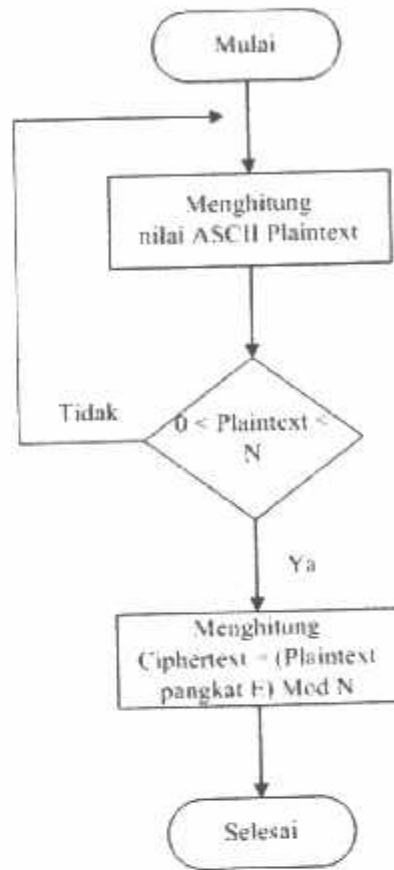 Mulai
Menghitung
nilai ASCII Plaintext
Tidak
0 < Plaintext <
N
Ya
Menghitung
Ciphertext = (Plaintext
pangkat E) Mod N
Selesai